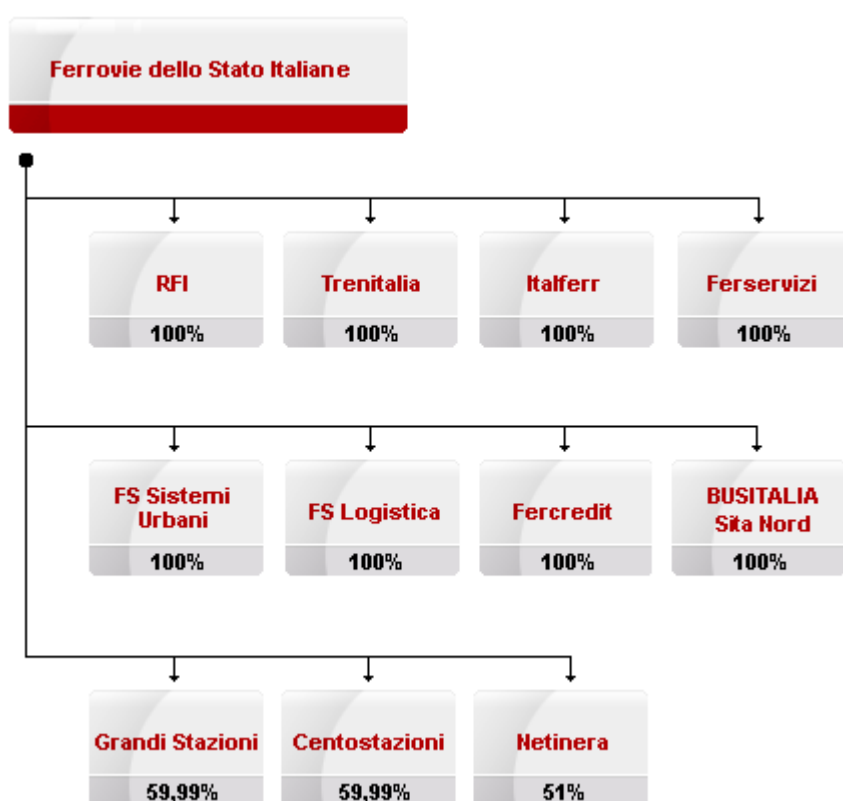 Ferrovie dello Stato Italiane
RFI
Trenitalia
Italferr
Ferservizi
100%
100%
100%
100%
FS Sistemi
Urbani
FS Logistica
Fercredit
BUSITALIA
Sita Nord
100%
100%
100%
100%
Grandi Stazioni
Centostazioni
Netinera
59,99%
59,99%
51%